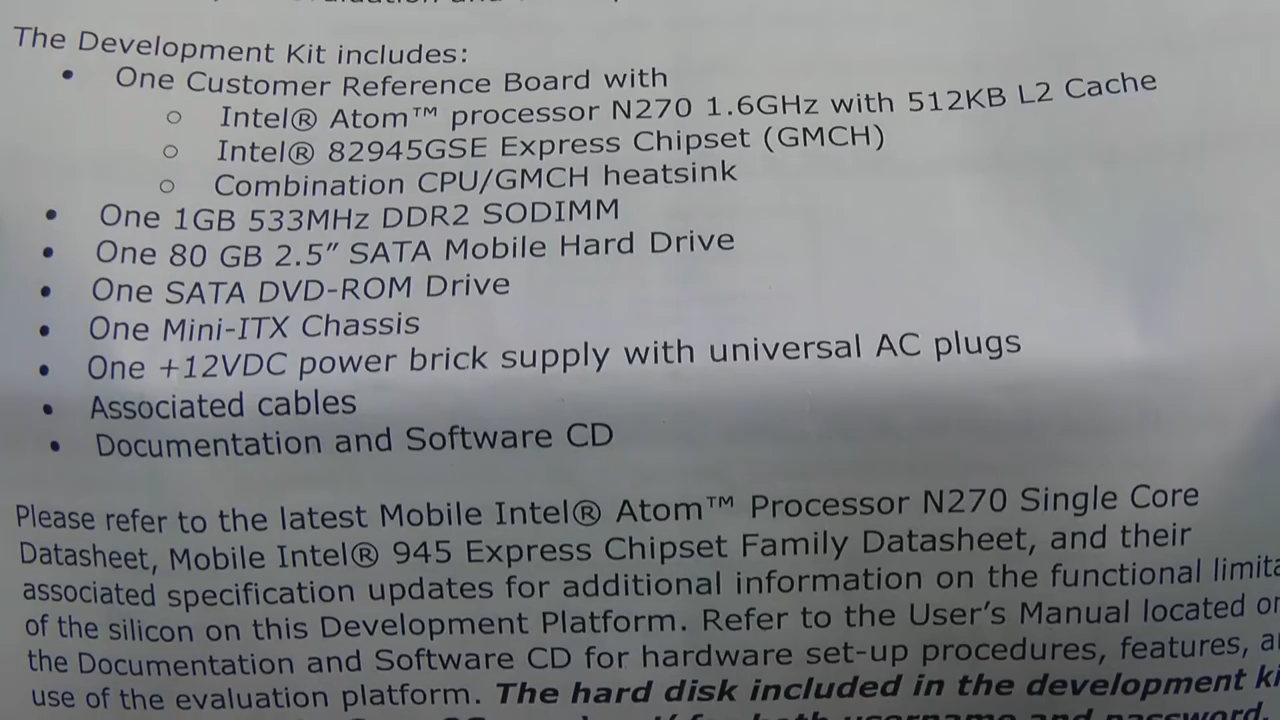 The Development Kit includes:
• One Customer Reference Board with
○ Intel® Atom™ processor N270 1.6GHz with 512KB L2 Cache
○ Intel® 82945GSE Express Chipset (GMCH)
○ Combination CPU/GMCH heatsink
• One 1GB 533MHz DDR2 SODIMM
• One 80 GB 2.5” SATA Mobile Hard Drive
• One SATA DVD-ROM Drive
• One Mini-ITX Chassis
• One +12VDC power brick supply with universal AC plugs
• Associated cables
• Documentation and Software CD
Please refer to the latest Mobile Intel® Atom™ Processor N270 Single Core
Datasheet, Mobile Intel® 945 Express Chipset Family Datasheet, and their
associated specification updates for additional information on the functional
of the silicon on this Development Platform. Refer to the User’s Manual located
the Documentation and Software CD for hardware set-up procedures, features,
use of the evaluation platform. The hard disk included in the development
for both username and password.